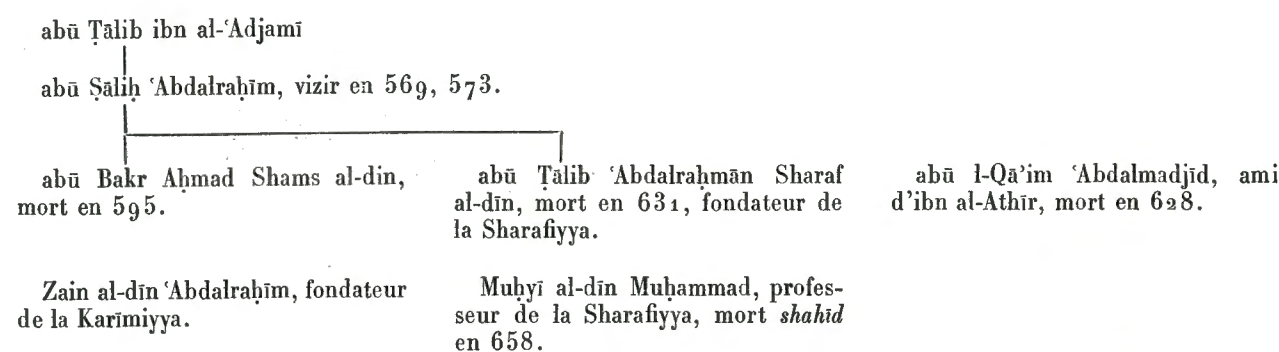 abū Ṭālib ibn al-ʿAdjamī
abū Ṣāliḥ ʿAbdalraḥīm, vizir en 569, 573.
abū Bakr Aḥmad Shams al-din,
mort en 595.
abū Ṭālib ʿAbdalraḥmān Sharaf
al-dīn, mort en 631, fondateur de
la Sharafiyya.
abū l-Qā’im ʿAbdalmadjīd, ami
d’ibn al-Athīr, mort en 628.
Zain al-dīn ʿAbdalraḥīm, fondateur
de la Karīmiyya.
Muḥyī al-dīn Muḥammad, profes-
seur de la Sharafiyya, mort shahīd
en 658.